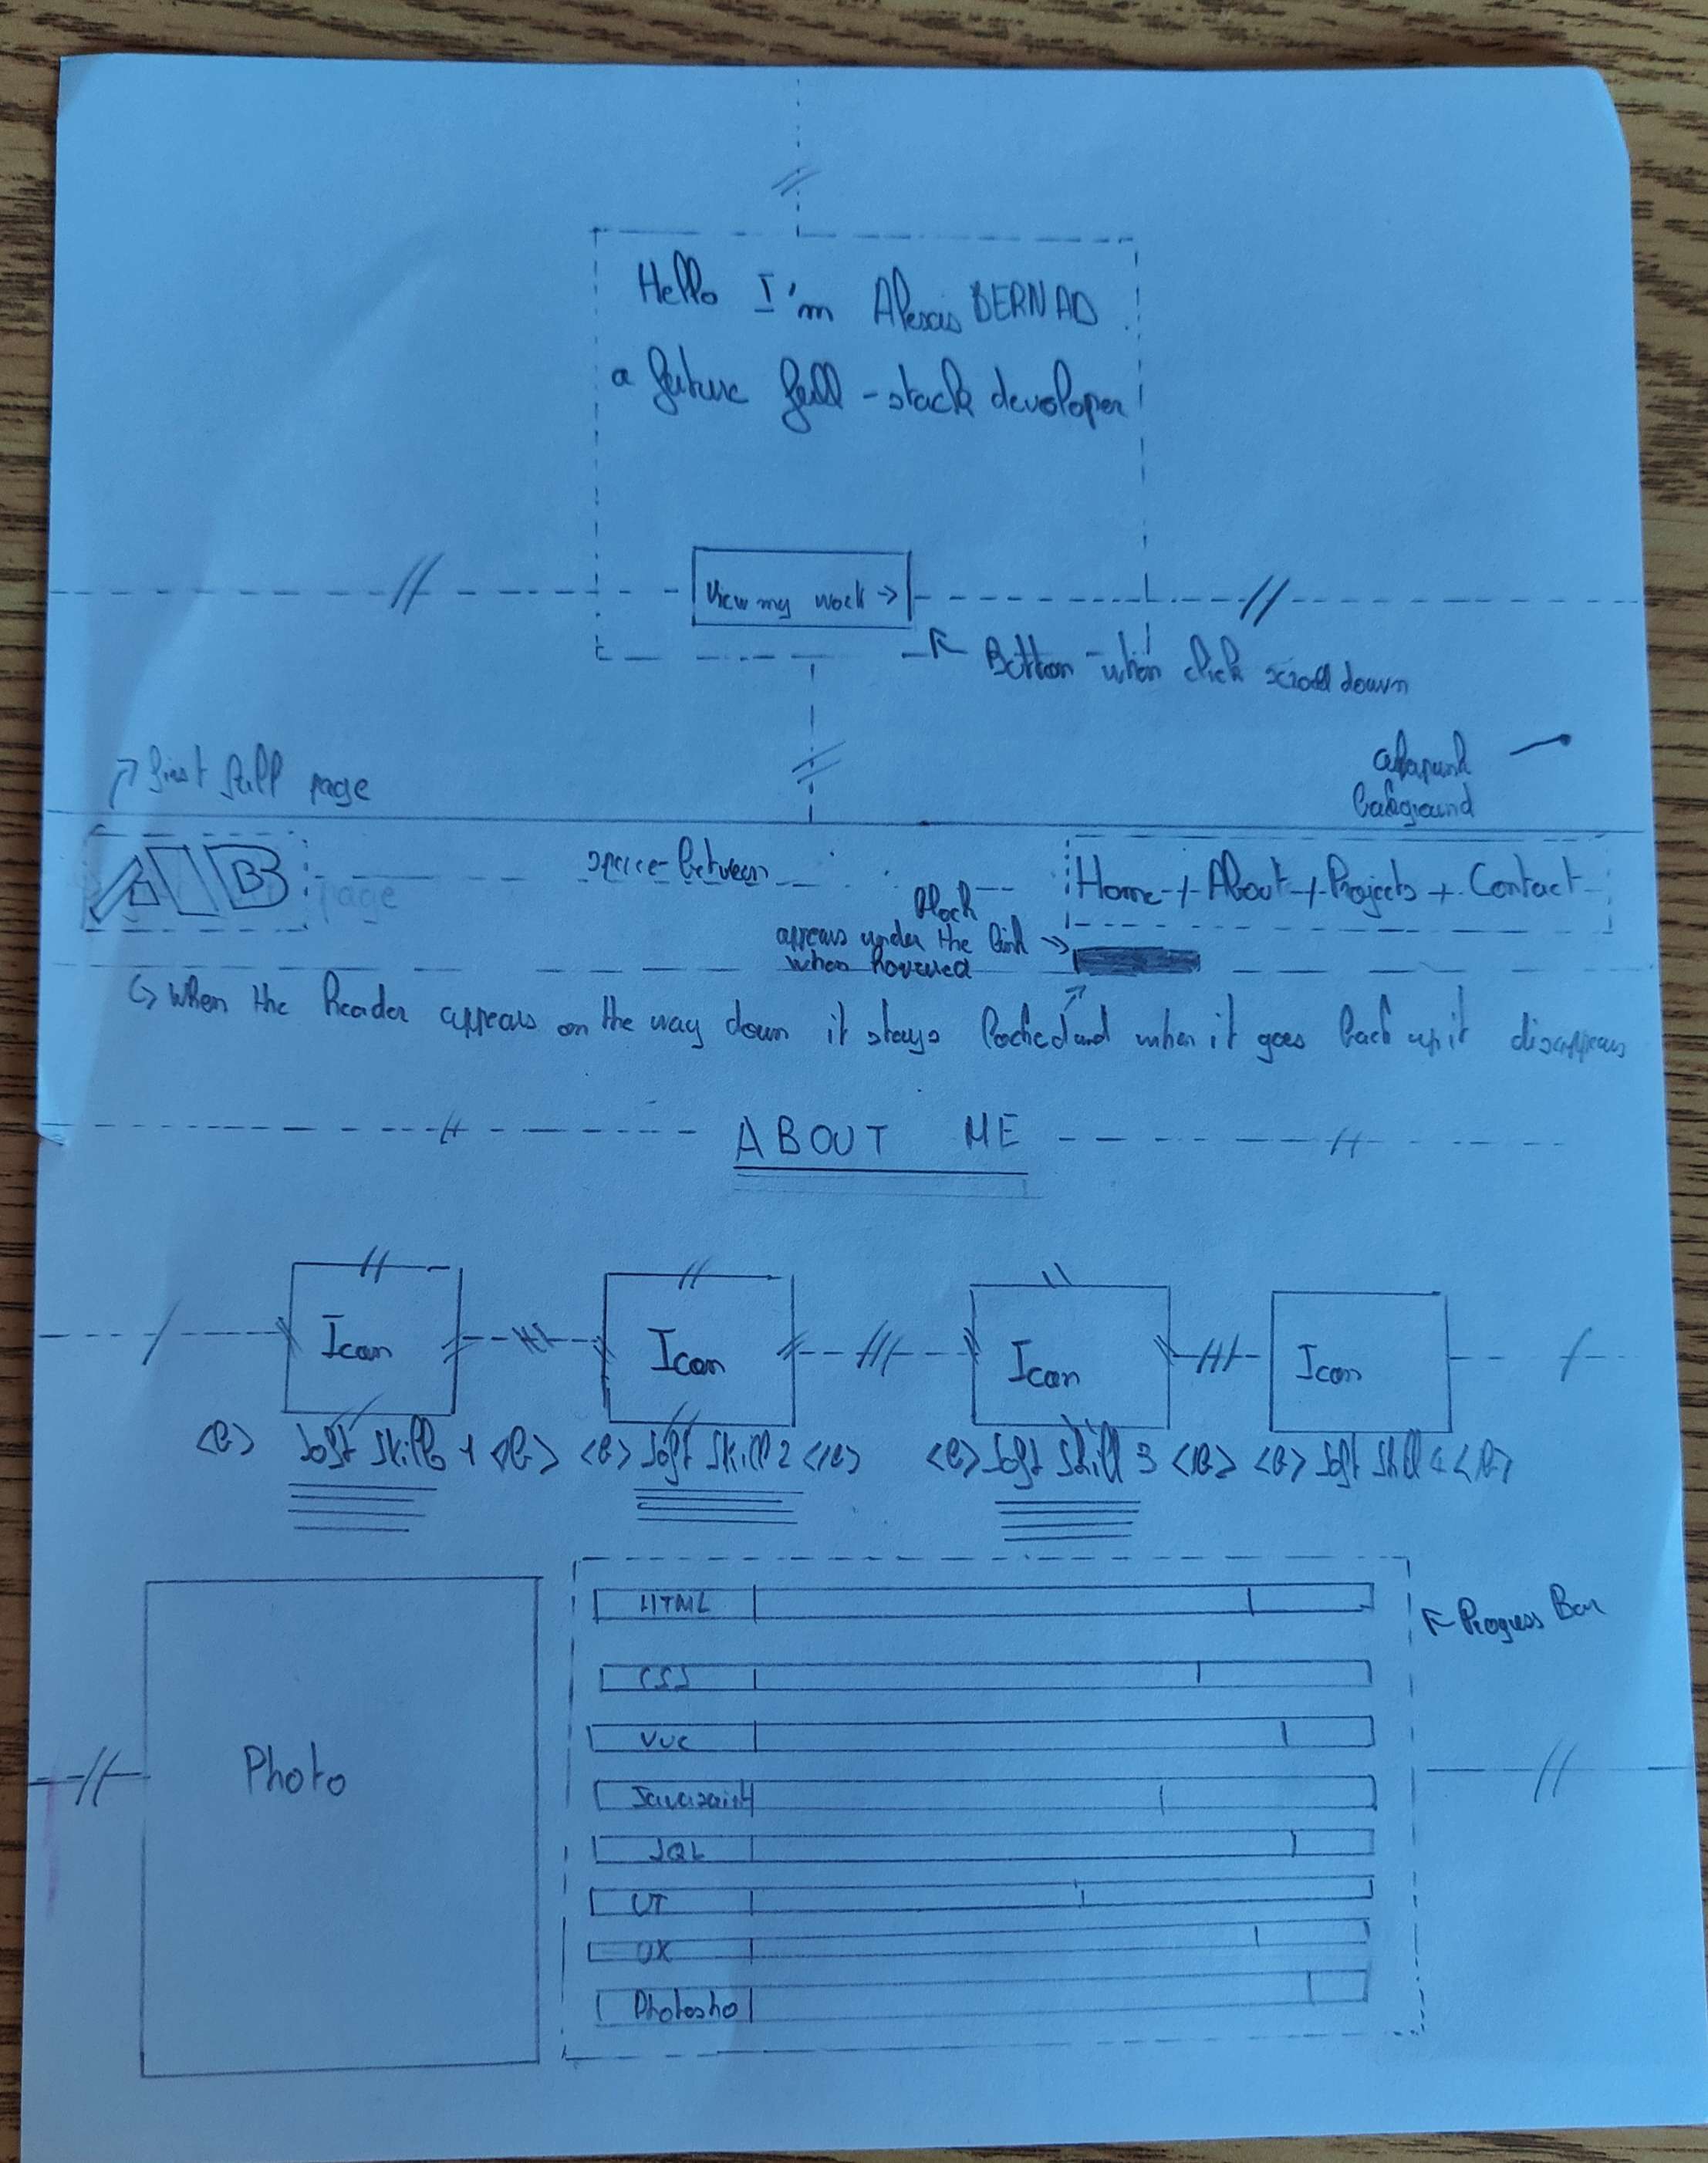 Hello I'm Alexis BERNAD
a future full-stack developer
View my work →
Button when click scroll down
first full page
background
AB
page
space-between
Home + About + Projects + Contact
Block
appears under the link →
when hovered
when the header appears on the way down it stays locked and when it goes back up it disappears
ABOUT ME
Icon Icon Icon Icon
<b> Soft Skills 1 <b> <b> Soft Skill 2 </b> <b> Soft Skill 3 </b> <b> Soft Skill 4 </b>
Photo
HTML
Progress Bar
CSS
Vue
Javascript
SQL
UI
UX
Photosho